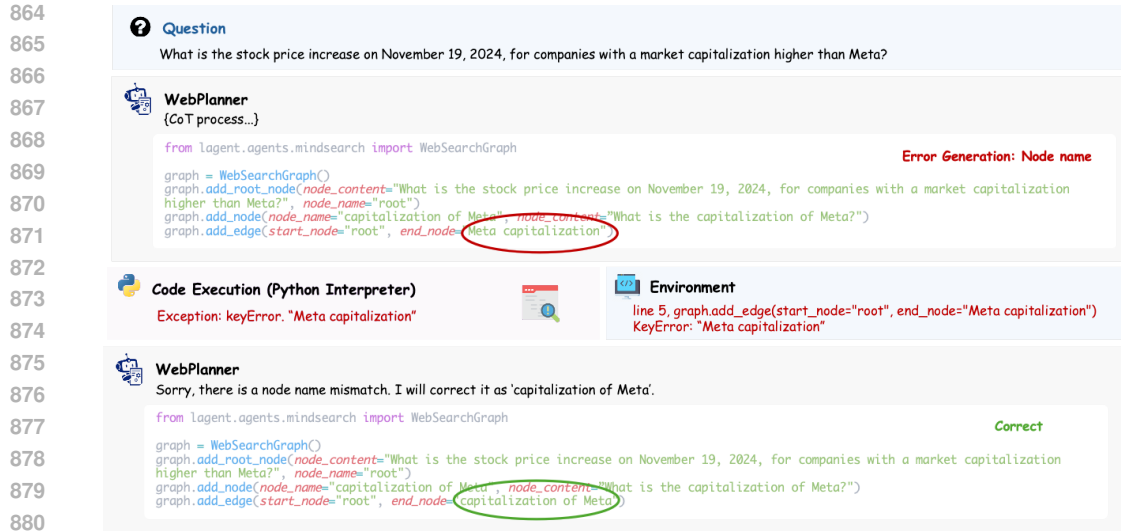 864
865
866
867
868
869
870
871
872
873
874
875
876
877
878
879
880
Question
What is the stock price increase on November 19, 2024, for companies with a market capitalization higher than Meta?
WebPlanner
{CoT process…}
from lagent.agents.mindsearch import WebSearchGraph
Error Generation: Node name
graph = WebSearchGraph()
graph.add_root_node(node_content="What is the stock price increase on November 19, 2024, for companies with a market capitalization
higher than Meta?", node_name="root")
graph.add_node(node_name="capitalization of Meta", node_content="What is the capitalization of Meta?")
graph.add_edge(start_node="root", end_node="Meta capitalization")
Code Execution (Python Interpreter)
Exception: keyError. "Meta capitalization"
Environment
line 5, graph.add_edge(start_node="root", end_node="Meta capitalization")
KeyError: "Meta capitalization"
WebPlanner
Sorry, there is a node name mismatch. I will correct it as 'capitalization of Meta'.
from lagent.agents.mindsearch import WebSearchGraph
Correct
graph = WebSearchGraph()
graph.add_root_node(node_content="What is the stock price increase on November 19, 2024, for companies with a market capitalization
higher than Meta?", node_name="root")
graph.add_node(node_name="capitalization of Meta", node_content="What is the capitalization of Meta?")
graph.add_edge(start_node="root", end_node="capitalization of Meta")